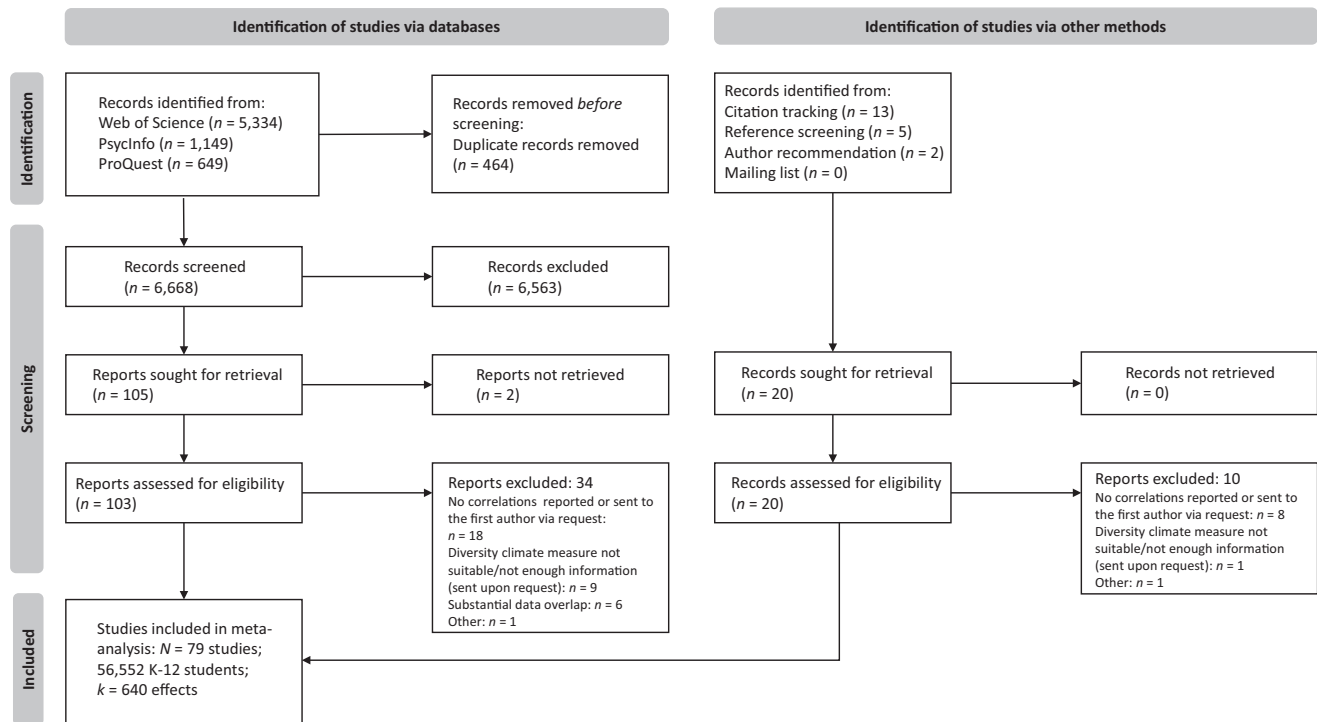 Identification of studies via databases
Identification of studies via other methods
Identification
Records identified from:
Web of Science (n = 5,334)
PsycInfo (n = 1,149)
ProQuest (n = 649)
Records removed before
screening:
Duplicate records removed
(n = 464)
Records identified from:
Citation tracking (n = 13)
Reference screening (n = 5)
Author recommendation (n = 2)
Mailing list (n = 0)
Screening
Records screened
(n = 6,668)
Records excluded
(n = 6,563)
Reports sought for retrieval
(n = 105)
Reports not retrieved
(n = 2)
Records sought for retrieval
(n = 20)
Records not retrieved
(n = 0)
Reports assessed for eligibility
(n = 103)
Reports excluded: 34
No correlations reported or sent to
the first author via request:
n = 18
Diversity climate measure not
suitable/not enough information
(sent upon request): n = 9
Substantial data overlap: n = 6
Other: n = 1
Records assessed for eligibility
(n = 20)
Reports excluded: 10
No correlations reported or sent to
the first author via request: n = 8
Diversity climate measure not
suitable/not enough information
(sent upon request): n = 1
Other: n = 1
Included
Studies included in meta-
analysis: N = 79 studies;
56,552 K-12 students;
k = 640 effects